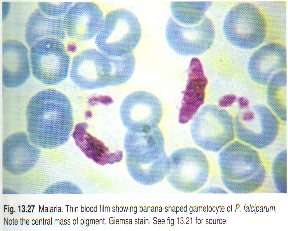 Fig. 13.27 Malaria. Thin blood film showing banana-shaped gametocyte of P. falciparum.
Note the central mass of pigment. Giemsa stain. See fig 13.21 for source.